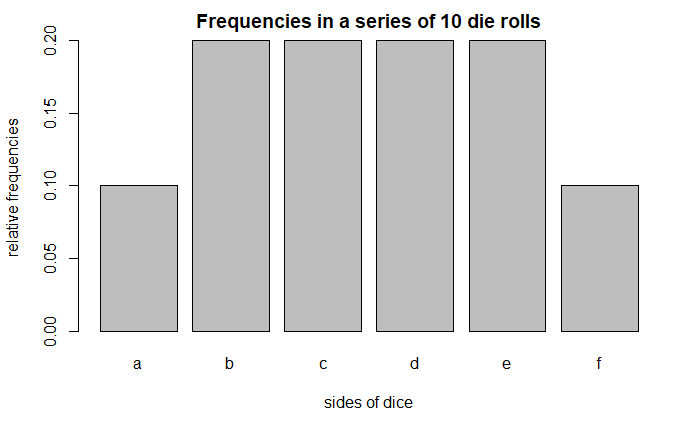 Frequencies in a series of 10 die rolls
relative frequencies
0.20
0.15
0.10
0.05
0.00
a b c d e f
sides of dice